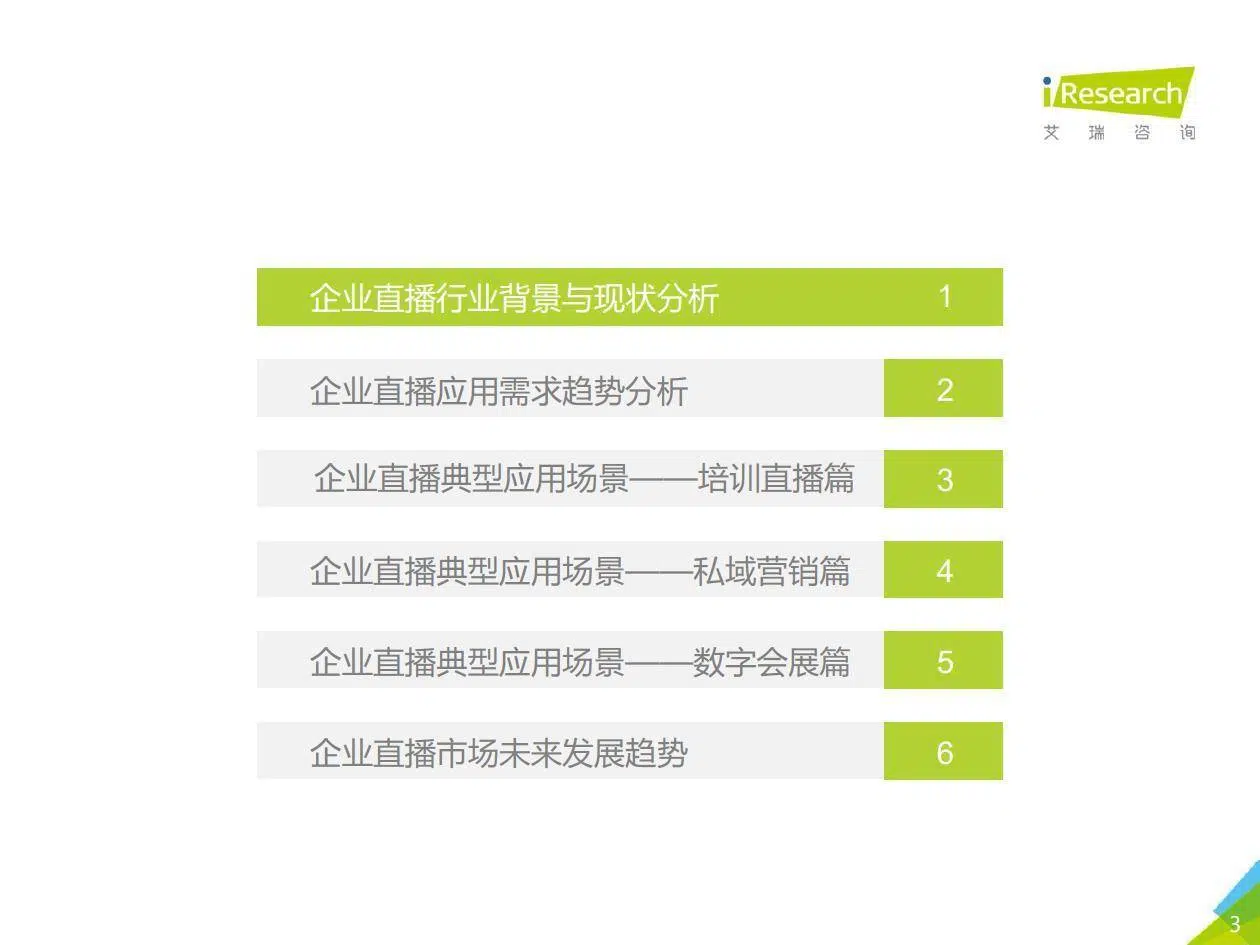 iResearch
艾瑞咨询
企业直播行业背景与现状分析 1
企业直播应用需求趋势分析 2
企业直播典型应用场景——培训直播篇 3
企业直播典型应用场景——私域营销篇 4
企业直播典型应用场景——数字会展篇 5
企业直播市场未来发展趋势 6
3